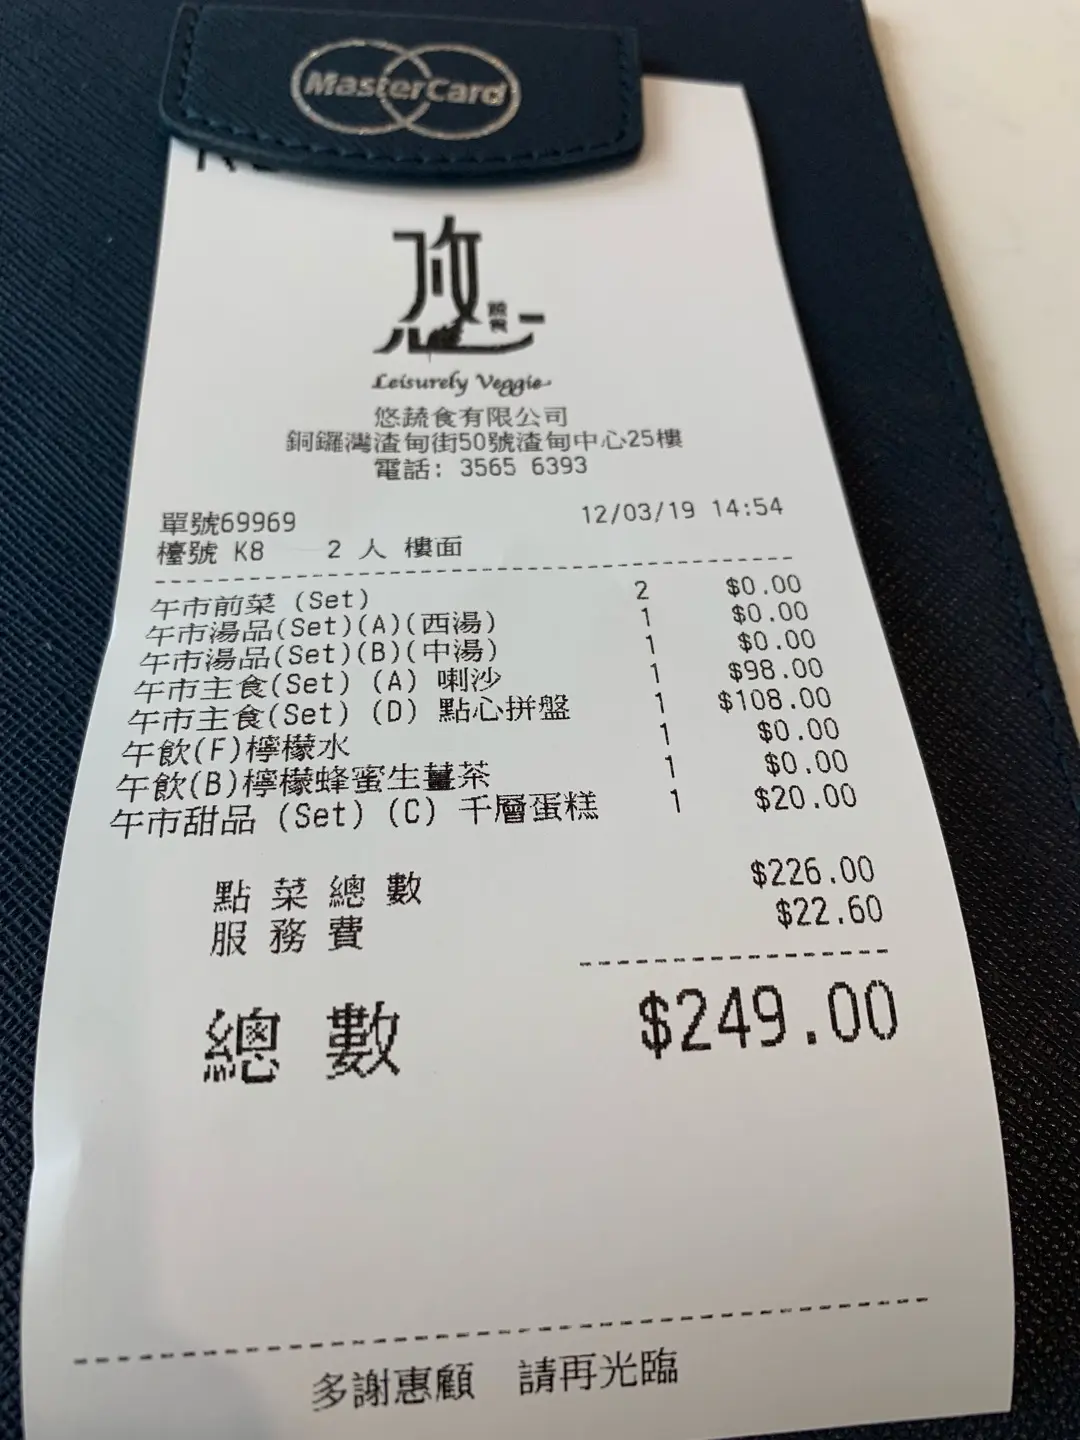 MasterCard
悠
蔬食
Leisurely Veggie
悠蔬食有限公司
銅鑼灣渣甸街50號渣甸中心25樓
電話: 3565 6393
單號69969 12/03/19 14:54
檯號 K8 2 人 樓面
午市前菜 (Set) 2 $0.00
午市湯品(Set)(A)(西湯) 1 $0.00
午市湯品(Set)(B)(中湯) 1 $0.00
午市主食(Set) (A) 喇沙 1 $98.00
午市主食(Set) (D) 點心拼盤 1 $108.00
午飲(F)檸檬水 1 $0.00
午飲(B)檸檬蜂蜜生薑茶 1 $0.00
午市甜品 (Set) (C) 千層蛋糕 1 $20.00
點菜總數 $226.00
服務費 $22.60
總數 $249.00
多謝惠顧 請再光臨